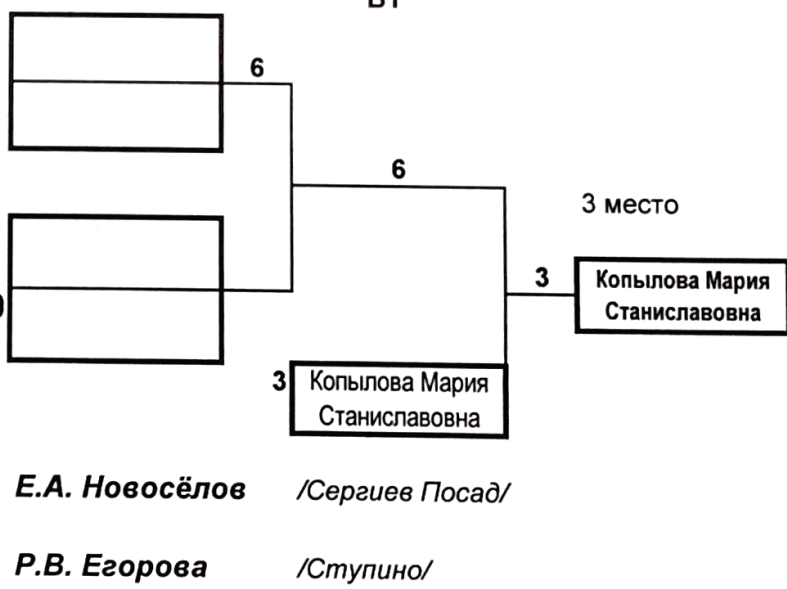 6
6
3 место
3
Копылова Мария
Станиславовна
3
Копылова Мария
Станиславовна
Е.А. Новосёлов /Сергиев Посад/
Р.В. Егорова /Ступино/